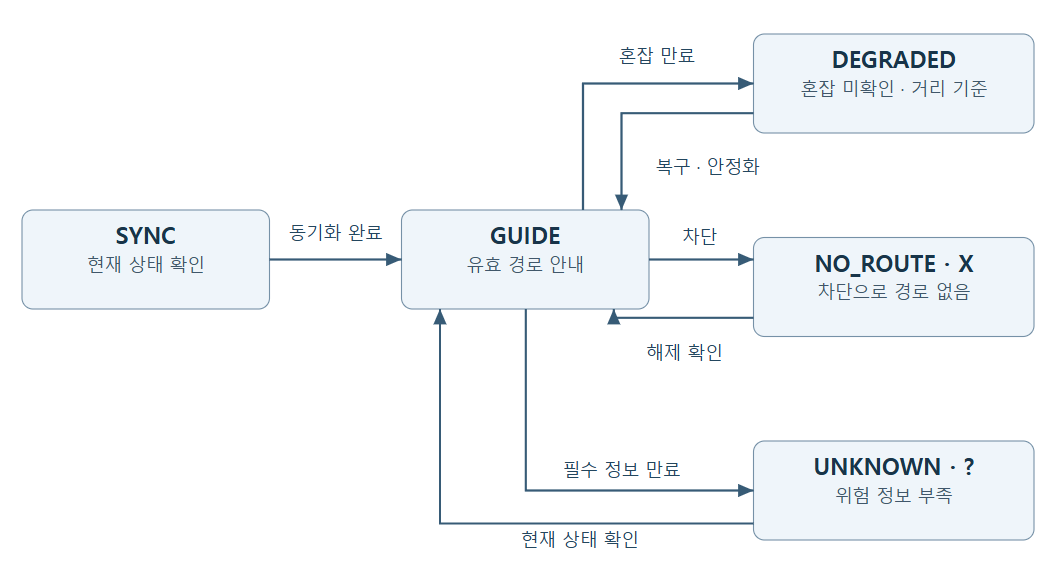 혼잡 만료
DEGRADED
혼잡 미확인 · 거리 기준
복구 · 안정화
SYNC
현재 상태 확인
동기화 완료
GUIDE
유효 경로 안내
차단
NO_ROUTE · X
차단으로 경로 없음
해제 확인
필수 정보 만료
UNKNOWN · ?
위험 정보 부족
현재 상태 확인